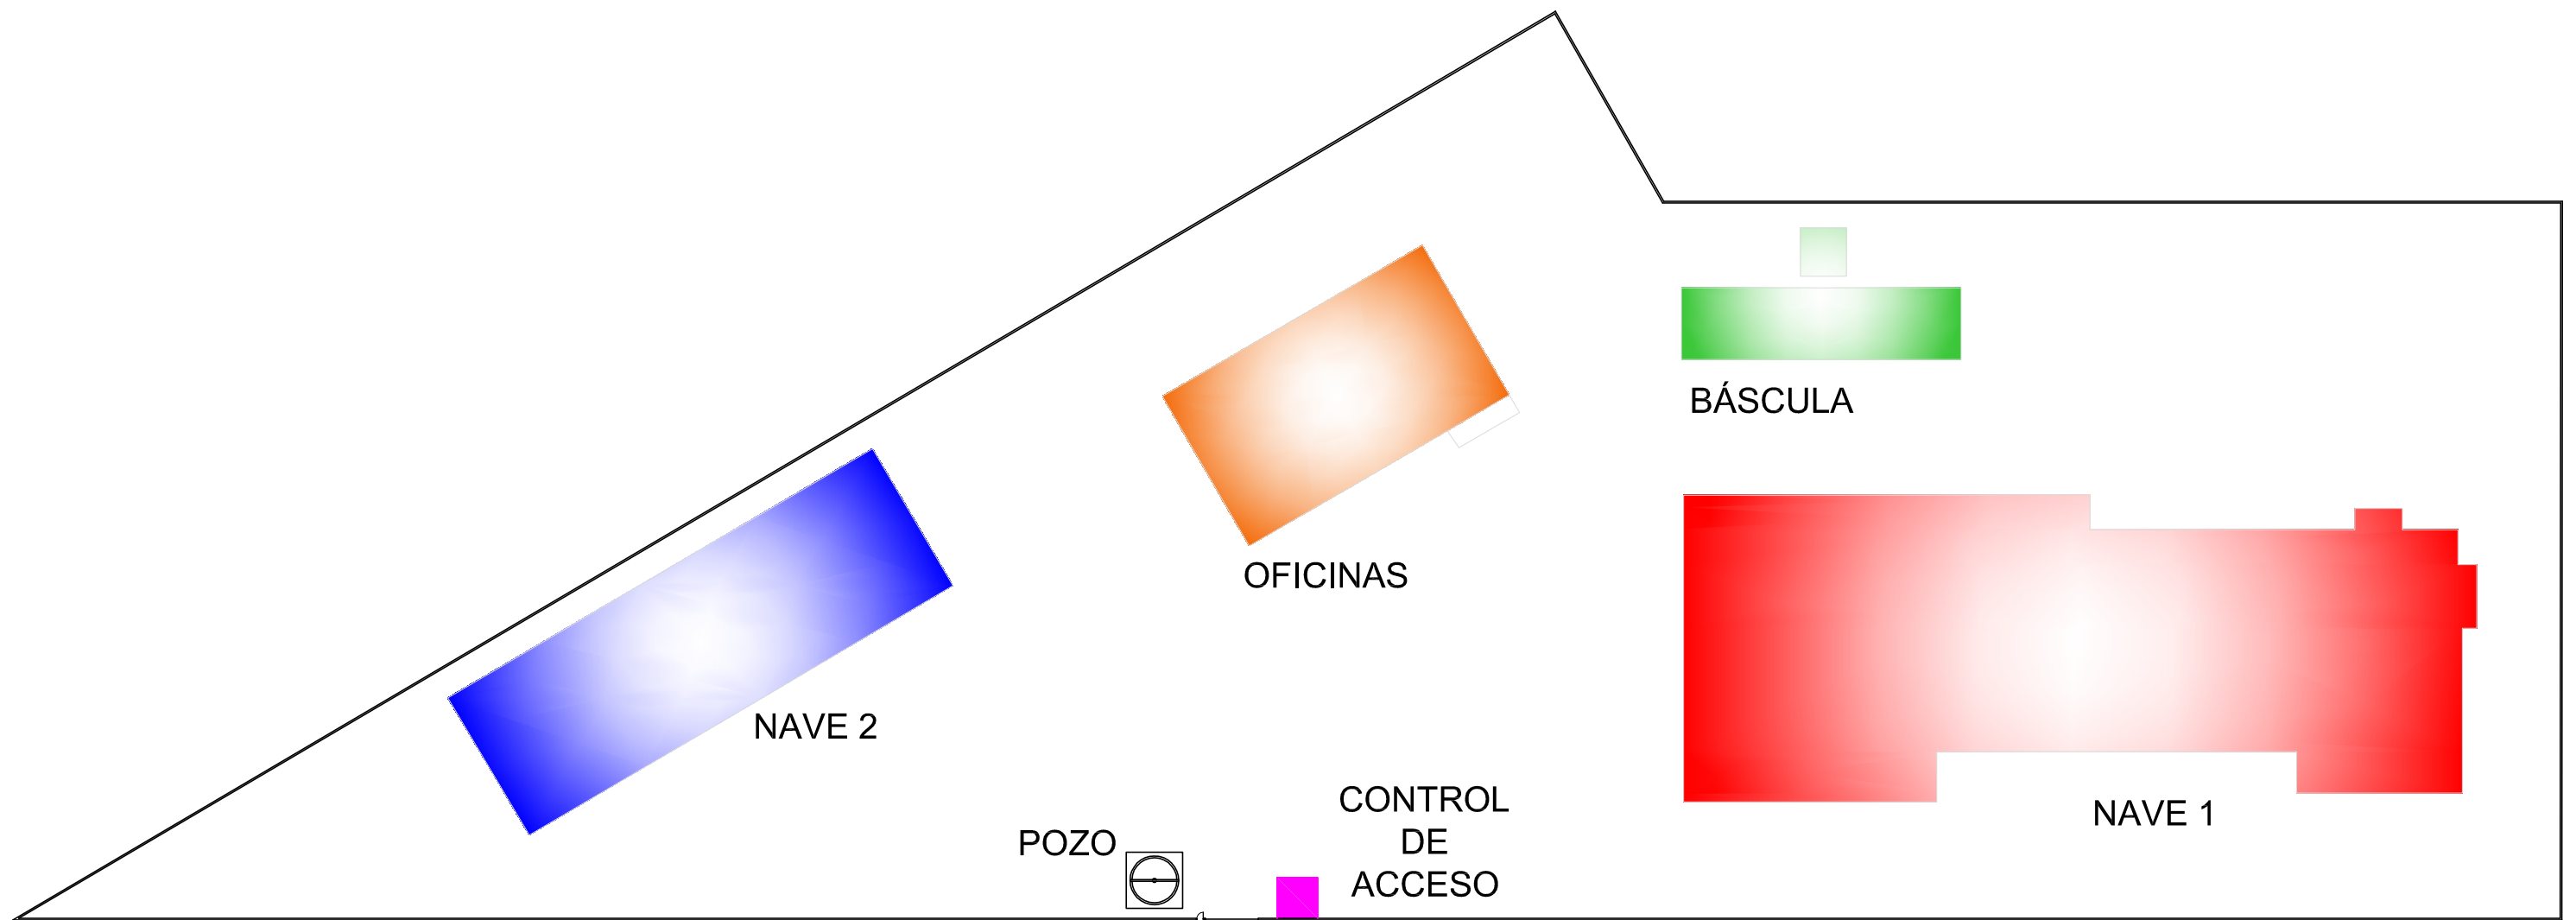 BÁSCULA
OFICINAS
NAVE 2
CONTROL
DE
ACCESO
POZO
NAVE 1